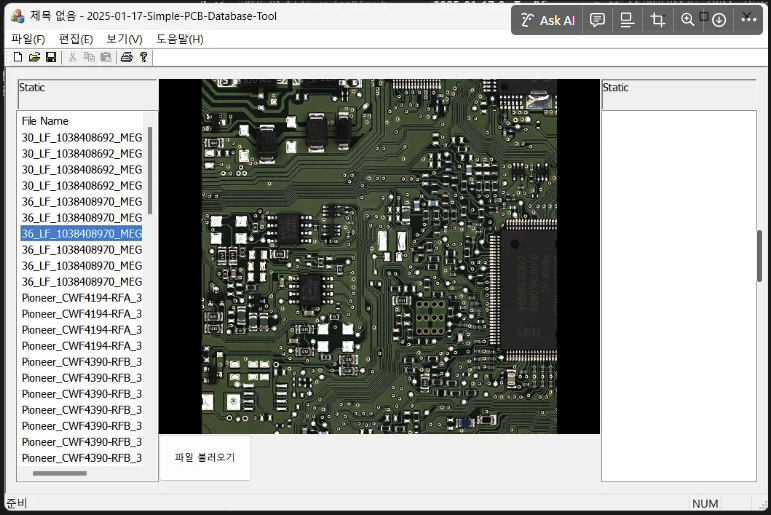 제목 없음 - 2025-01-17-Simple-PCB-Database-Tool
Ask AI
파일(F) 편집(E) 보기(V) 도움말(H)
Static
Static
File Name
30_LF_1038408692_MEG
30_LF_1038408692_MEG
30_LF_1038408692_MEG
30_LF_1038408692_MEG
36_LF_1038408970_MEG
36_LF_1038408970_MEG
36_LF_1038408970_MEG
36_LF_1038408970_MEG
36_LF_1038408970_MEG
36_LF_1038408970_MEG
Pioneer_CWF4194-RFA_3
Pioneer_CWF4194-RFA_3
Pioneer_CWF4194-RFA_3
Pioneer_CWF4194-RFA_3
Pioneer_CWF4390-RFB_3
Pioneer_CWF4390-RFB_3
Pioneer_CWF4390-RFB_3
Pioneer_CWF4390-RFB_3
Pioneer_CWF4390-RFB_3
Pioneer_CWF4390-RFB_3
Pioneer_CWF4390-RFB_3
파일 불러오기
준비
NUM